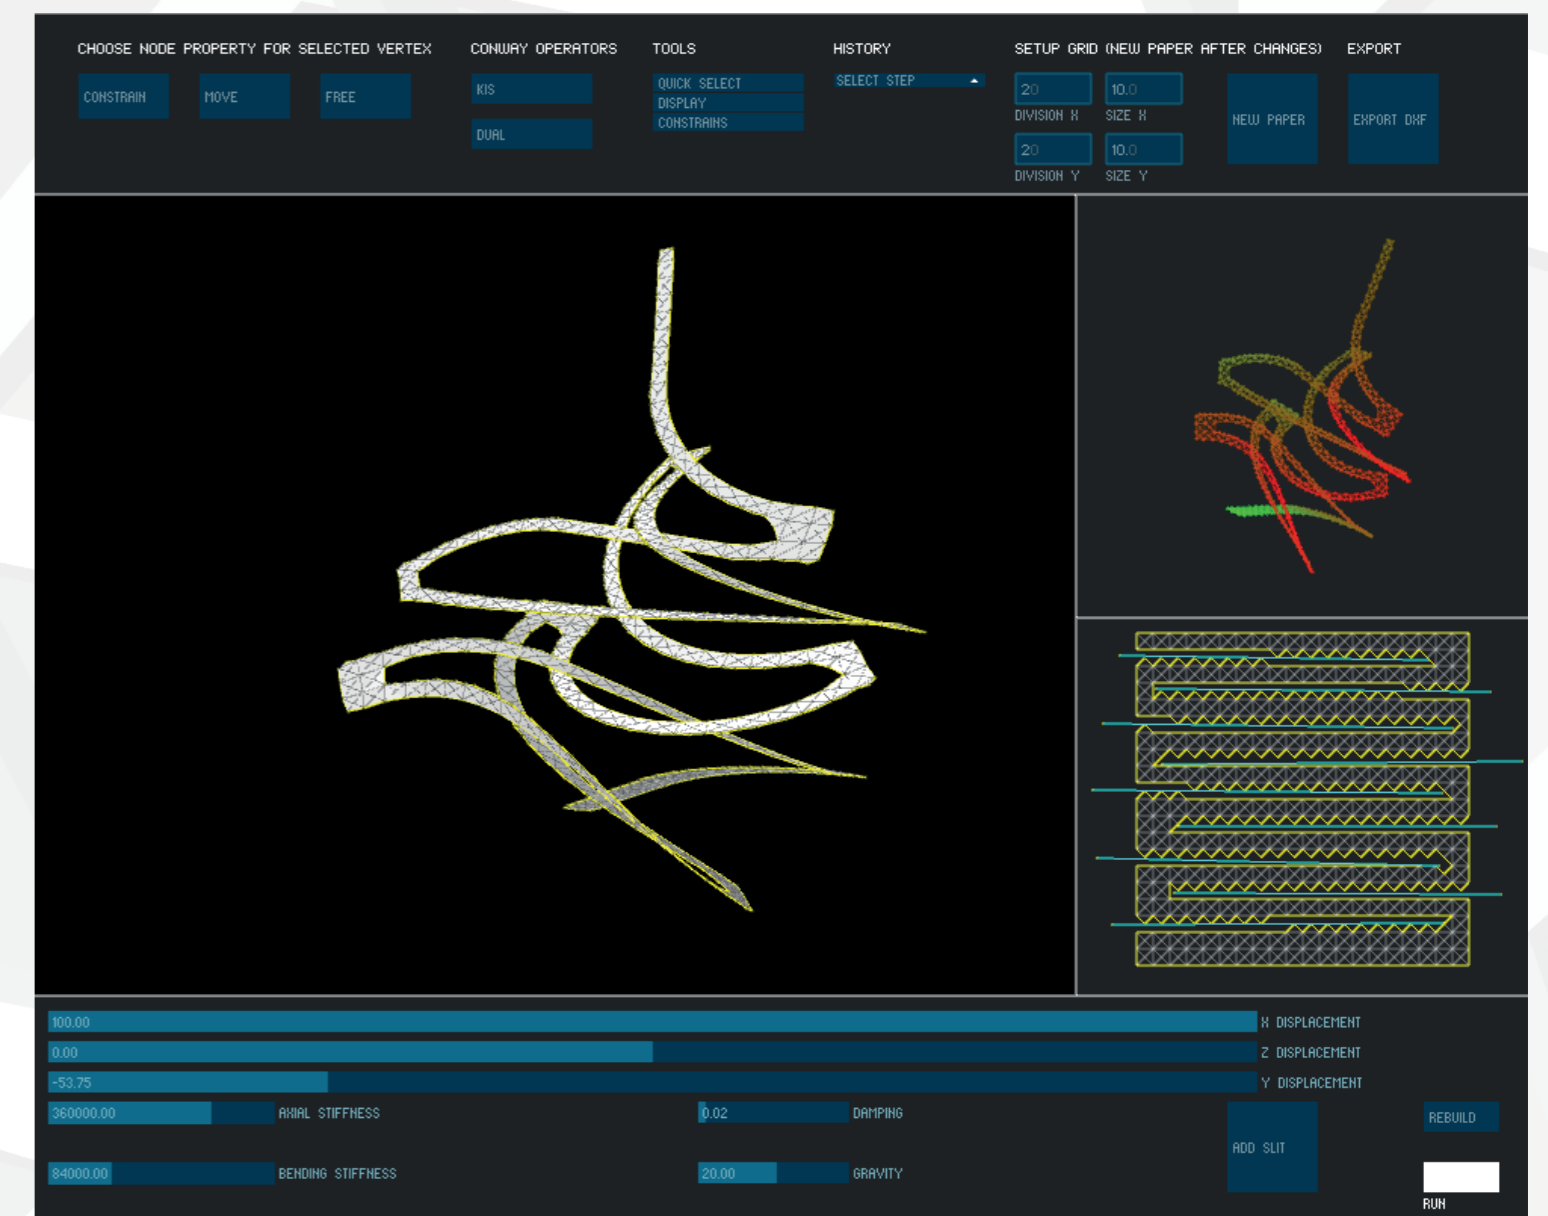 CHOOSE NODE PROPERTY FOR SELECTED VERTEX
CONSTRAIN
MOVE
FREE
CONWAY OPERATORS
KIS
DUAL
TOOLS
QUICK SELECT
DISPLAY
CONSTRAINS
HISTORY
SELECT STEP
SETUP GRID (NEW PAPER AFTER CHANGES)
20
DIVISION X
10.0
SIZE X
20
DIVISION Y
10.0
SIZE Y
NEW PAPER
EXPORT
EXPORT DXF
100.00
X DISPLACEMENT
0.00
Z DISPLACEMENT
-53.75
Y DISPLACEMENT
360000.00
AXIAL STIFFNESS
0.02
DAMPING
84000.00
BENDING STIFFNESS
20.00
GRAVITY
ADD SLIT
REBUILD
RUN